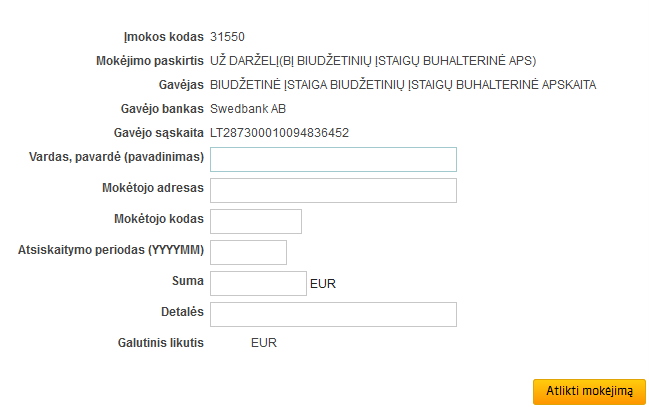 Įmokos kodas 31550
Mokėjimo paskirtis UŽ DARŽELĮ(BĮ BIUDŽETINIŲ ĮSTAIGŲ BUHALTERINĖ APS)
Gavėjas BIUDŽETINĖ ĮSTAIGA BIUDŽETINIŲ ĮSTAIGŲ BUHALTERINĖ APSKAITA
Gavėjo bankas Swedbank AB
Gavėjo sąskaita LT287300010094836452
Vardas, pavardė (pavadinimas)
Mokėtojo adresas
Mokėtojo kodas
Atsiskaitymo periodas (YYYYMM)
Suma EUR
Detalės
Galutinis likutis EUR
Atlikti mokėjimą